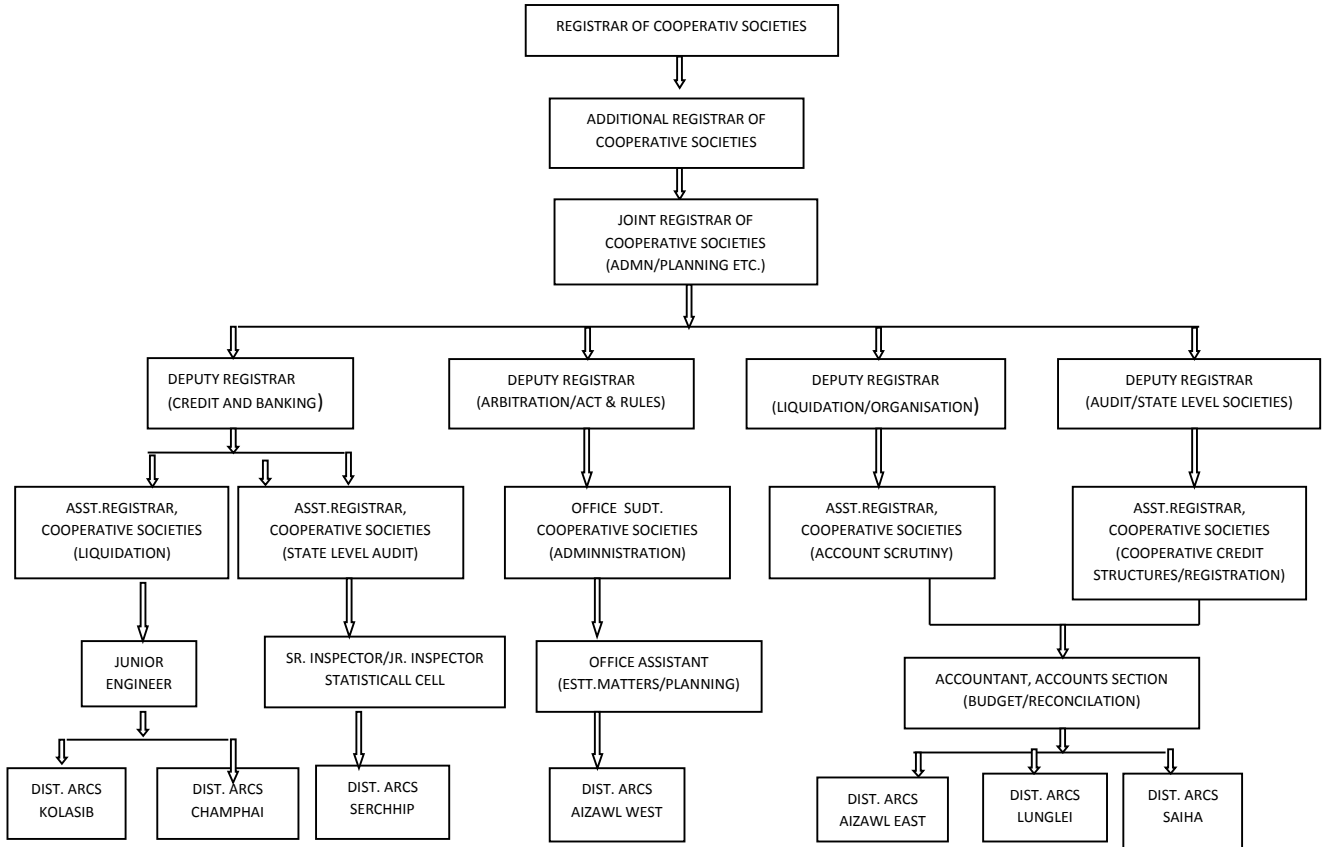 REGISTRAR OF COOPERATIV SOCIETIES
ADDITIONAL REGISTRAR OF
COOPERATIVE SOCIETIES
JOINT REGISTRAR OF
COOPERATIVE SOCIETIES
(ADMN/PLANNING ETC.)
DEPUTY REGISTRAR
(CREDIT AND BANKING)
DEPUTY REGISTRAR
(ARBITRATION/ACT & RULES)
DEPUTY REGISTRAR
(LIQUIDATION/ORGANISATION)
DEPUTY REGISTRAR
(AUDIT/STATE LEVEL SOCIETIES)
ASST.REGISTRAR,
COOPERATIVE SOCIETIES
(LIQUIDATION)
ASST.REGISTRAR,
COOPERATIVE SOCIETIES
(STATE LEVEL AUDIT)
OFFICE SUDT.
COOPERATIVE SOCIETIES
(ADMINNISTRATION)
ASST.REGISTRAR,
COOPERATIVE SOCIETIES
(ACCOUNT SCRUTINY)
ASST.REGISTRAR,
COOPERATIVE SOCIETIES
(COOPERATIVE CREDIT
STRUCTURES/REGISTRATION)
JUNIOR
ENGINEER
SR. INSPECTOR/JR. INSPECTOR
STATISTICALL CELL
OFFICE ASSISTANT
(ESTT.MATTERS/PLANNING)
ACCOUNTANT, ACCOUNTS SECTION
(BUDGET/RECONCILATION)
DIST. ARCS
KOLASIB
DIST. ARCS
CHAMPHAI
DIST. ARCS
SERCHHIP
DIST. ARCS
AIZAWL WEST
DIST. ARCS
AIZAWL EAST
DIST. ARCS
LUNGLEI
DIST. ARCS
SAIHA